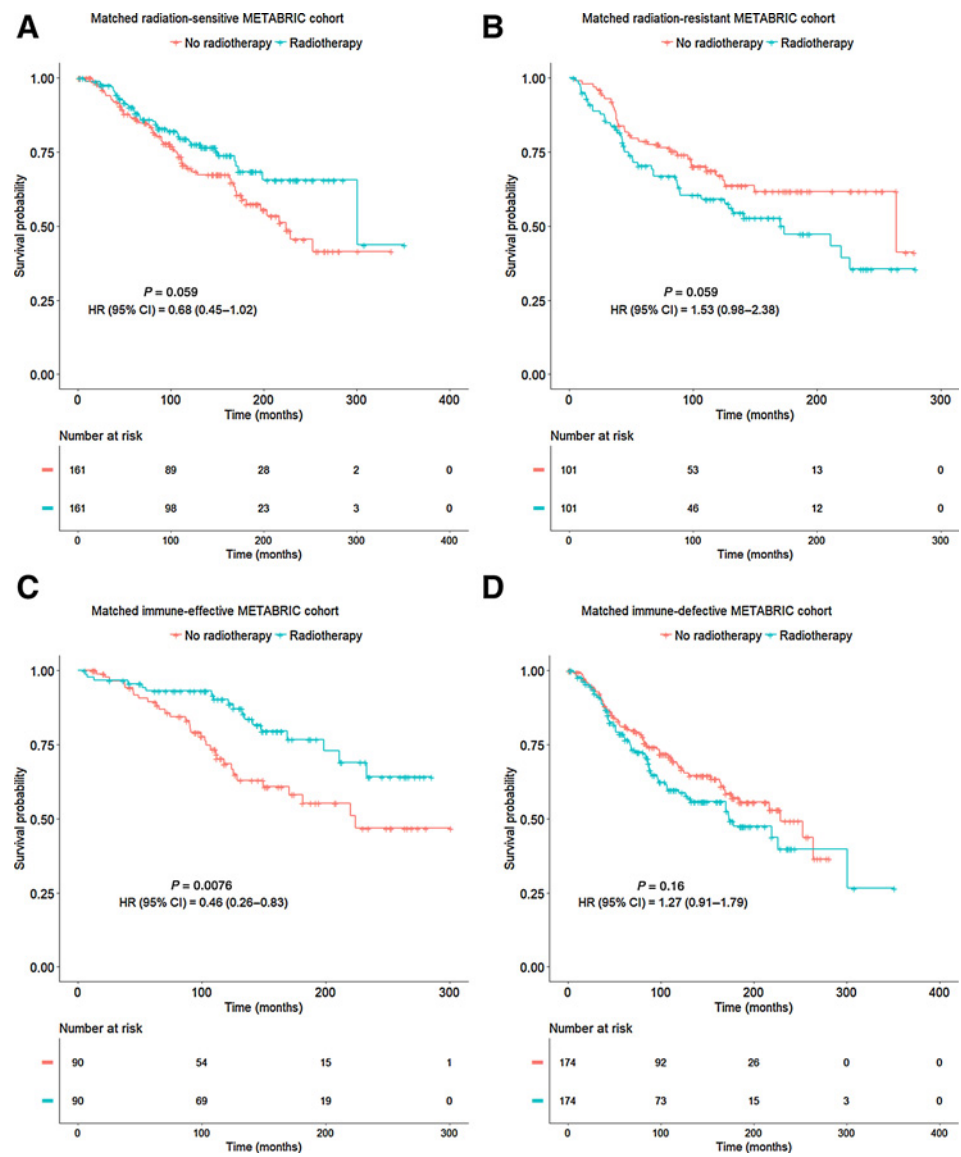 A
Matched radiation-sensitive METABRIC cohort
No radiotherapy Radiotherapy
Survival probability
1.00
0.75
0.50
0.25
0.00
P = 0.059
HR (95% CI) = 0.68 (0.45–1.02)
0 100 200 300 400
Time (months)
Number at risk
161 89 28 2 0
161 98 23 3 0
0 100 200 300 400
Time (months)
B
Matched radiation-resistant METABRIC cohort
No radiotherapy Radiotherapy
Survival probability
1.00
0.75
0.50
0.25
0.00
P = 0.059
HR (95% CI) = 1.53 (0.98–2.38)
0 100 200 300
Time (months)
Number at risk
101 53 13 0
101 46 12 0
0 100 200 300
Time (months)
C
Matched immune-effective METABRIC cohort
No radiotherapy Radiotherapy
Survival probability
1.00
0.75
0.50
0.25
0.00
P = 0.0076
HR (95% CI) = 0.46 (0.26–0.83)
0 100 200 300
Time (months)
Number at risk
90 54 15 1
90 69 19 0
0 100 200 300
Time (months)
D
Matched immune-defective METABRIC cohort
No radiotherapy Radiotherapy
Survival probability
1.00
0.75
0.50
0.25
0.00
P = 0.16
HR (95% CI) = 1.27 (0.91–1.79)
0 100 200 300 400
Time (months)
Number at risk
174 92 26 0 0
174 73 15 3 0
0 100 200 300 400
Time (months)